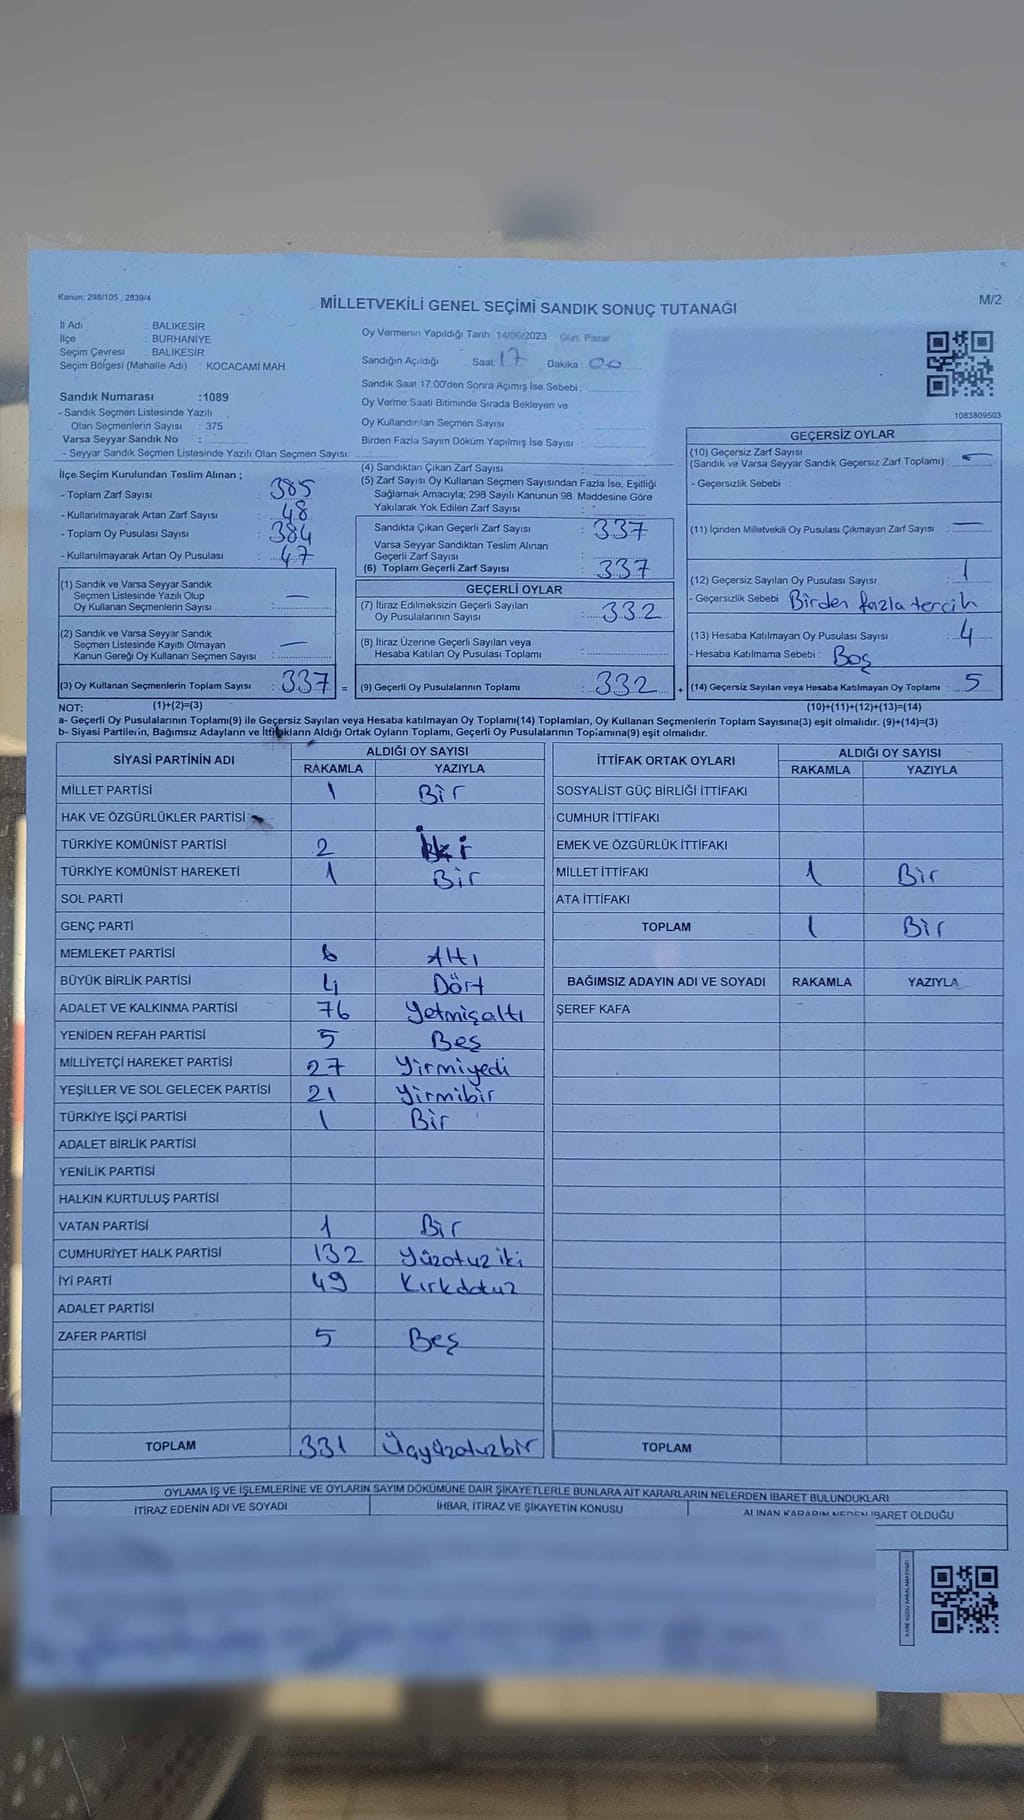 Kanun; 298/105 , 2839/4
MİLLETVEKİLİ GENEL SEÇİMİ SANDIK SONUÇ TUTANAĞI
M/2
İl Adı : BALIKESİR
İlçe : BURHANİYE
Seçim Çevresi : BALIKESİR
Seçim Bölgesi (Mahalle Adı) : KOCACAMİ MAH
Sandık Numarası :1089
- Sandık Seçmen Listesinde Yazılı
Olan Seçmenlerin Sayısı : 375
Varsa Seyyar Sandık No :
- Seyyar Sandık Seçmen Listesinde Yazılı Olan Seçmen Sayısı:
Oy Vermenin Yapıldığı Tarih 14/05/2023 Gün: Pazar
Sandığın Açıldığı Saat: 17 Dakika : 00
Sandık Saat 17:00'den Sonra Açımış İse Sebebi :
Oy Verme Saati Bitiminde Sırada Bekleyen ve
Oy Kullandırılan Seçmen Sayısı :
Birden Fazla Sayım Döküm Yapılmış İse Sayısı :
1083809503
İlçe Seçim Kurulundan Teslim Alınan ;
- Toplam Zarf Sayısı : 385
- Kullanılmayarak Artan Zarf Sayısı : 48
- Toplam Oy Pusulası Sayısı : 384
- Kullanılmayarak Artan Oy Pusulası : 47
(1) Sandık ve Varsa Seyyar Sandık
Seçmen Listesinde Yazılı Olup
Oy Kullanan Seçmenlerin Sayısı : —
(2) Sandık ve Varsa Seyyar Sandık
Seçmen Listesinde Kayıtlı Olmayan
Kanun Gereği Oy Kullanan Seçmen Sayısı : —
(3) Oy Kullanan Seçmenlerin Toplam Sayısı : 337 =
(1)+(2)=(3)
(4) Sandıktan Çıkan Zarf Sayısı :
(5) Zarf Sayısı Oy Kullanan Seçmen Sayısından Fazla İse, Eşitliği
Sağlamak Amacıyla; 298 Sayılı Kanunun 98. Maddesine Göre
Yakılarak Yok Edilen Zarf Sayısı :
Sandıkta Çıkan Geçerli Zarf Sayısı : 337
Varsa Seyyar Sandıktan Teslim Alınan
Geçerli Zarf Sayısı :
(6) Toplam Geçerli Zarf Sayısı : 337
GEÇERLİ OYLAR
(7) İtiraz Edilmeksizin Geçerli Sayılan
Oy Pusulalarının Sayısı : 332
(8) İtiraz Üzerine Geçerli Sayılan veya
Hesaba Katılan Oy Pusulası Toplamı :
(9) Geçerli Oy Pusulalarının Toplamı : 332 +
GEÇERSİZ OYLAR
(10) Geçersiz Zarf Sayısı
(Sandık ve Varsa Seyyar Sandık Geçersiz Zarf Toplamı) : —
- Geçersizlik Sebebi :
(11) İçinden Milletvekili Oy Pusulası Çıkmayan Zarf Sayısı : —
(12) Geçersiz Sayılan Oy Pusulası Sayısı : 1
- Geçersizlik Sebebi : Birden fazla tercih
(13) Hesaba Katılmayan Oy Pusulası Sayısı : 4
- Hesaba Katılmama Sebebi : Boş
(14) Geçersiz Sayılan veya Hesaba Katılmayan Oy Toplamı : 5
(10)+(11)+(12)+(13)=(14)
NOT:
a- Geçerli Oy Pusulalarının Toplamı(9) ile Geçersiz Sayılan veya Hesaba katılmayan Oy Toplamı(14) Toplamları, Oy Kullanan Seçmenlerin Toplam Sayısına(3) eşit olmalıdır. (9)+(14)=(3)
b- Siyasi Partilerin, Bağımsız Adayların ve İttifakların Aldığı Ortak Oyların Toplamı, Geçerli Oy Pusulalarının Toplamına(9) eşit olmalıdır.
SİYASİ PARTİNİN ADI ALDIĞI OY SAYISI
RAKAMLA YAZIYLA
MİLLET PARTİSİ 1 Bir
HAK VE ÖZGÜRLÜKLER PARTİSİ
TÜRKİYE KOMÜNİST PARTİSİ 2 İki
TÜRKİYE KOMÜNİST HAREKETİ 1 Bir
SOL PARTİ
GENÇ PARTİ
MEMLEKET PARTİSİ 6 Altı
BÜYÜK BİRLİK PARTİSİ 4 Dört
ADALET VE KALKINMA PARTİSİ 76 Yetmişaltı
YENİDEN REFAH PARTİSİ 5 Beş
MİLLİYETÇİ HAREKET PARTİSİ 27 Yirmiyedi
YEŞİLLER VE SOL GELECEK PARTİSİ 21 Yirmibir
TÜRKİYE İŞÇİ PARTİSİ 1 Bir
ADALET BİRLİK PARTİSİ
YENİLİK PARTİSİ
HALKIN KURTULUŞ PARTİSİ
VATAN PARTİSİ 1 Bir
CUMHURİYET HALK PARTİSİ 132 Yüzotuziki
İYİ PARTİ 49 Kırkdokuz
ADALET PARTİSİ
ZAFER PARTİSİ 5 Beş
TOPLAM 331 Üçyüzotuzbir
İTTİFAK ORTAK OYLARI ALDIĞI OY SAYISI
RAKAMLA YAZIYLA
SOSYALİST GÜÇ BİRLİĞİ İTTİFAKI
CUMHUR İTTİFAKI
EMEK VE ÖZGÜRLÜK İTTİFAKI
MİLLET İTTİFAKI 1 Bir
ATA İTTİFAKI
TOPLAM 1 Bir
BAĞIMSIZ ADAYIN ADI VE SOYADI RAKAMLA YAZIYLA
ŞEREF KAFA
TOPLAM
OYLAMA İŞ VE İŞLEMLERİNE VE OYLARIN SAYIM DÖKÜMÜNE DAİR ŞİKAYETLERLE BUNLARA AİT KARARLARIN NELERDEN İBARET BULUNDUKLARI
İTİRAZ EDENİN ADI VE SOYADI İHBAR, İTİRAZ VE ŞİKAYETİN KONUSU ALINAN KARARIN NEDEN İBARET OLDUĞU